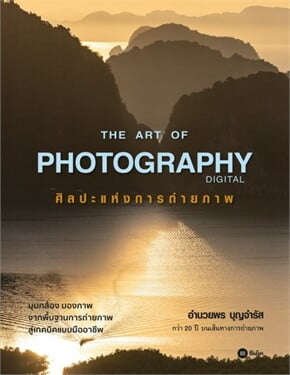 THE ART OF
PHOTOGRAPHY
DIGITAL
ศิลปะแห่งการถ่ายภาพ
มุมกล้อง มองภาพ
จากพื้นฐานการถ่ายภาพ
สู่เทคนิคแบบมืออาชีพ
อำนวยพร บุญจำรัส
กว่า 20 ปี บนเส้นทางการถ่ายภาพ